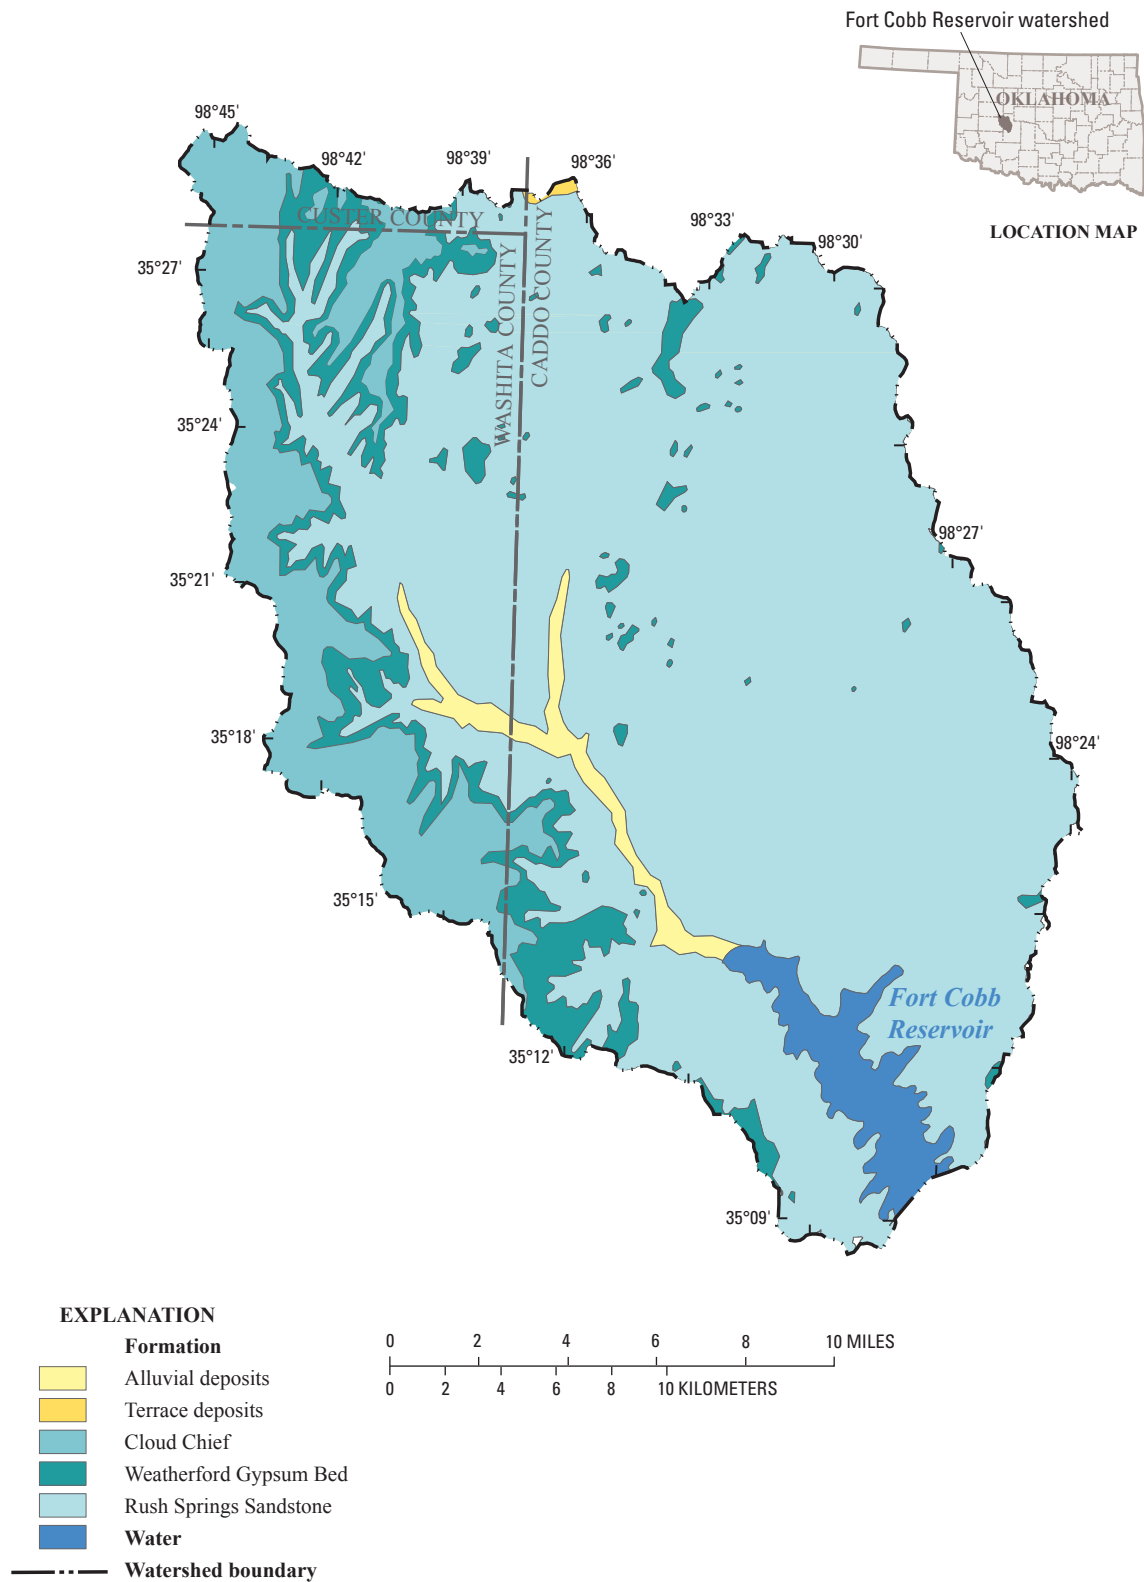 Fort Cobb Reservoir watershed
OKLAHOMA
LOCATION MAP
98°45'
98°42'
98°39'
98°36'
98°33'
98°30'
CUSTER COUNTY
WASHITA COUNTY
CADDO COUNTY
35°27'
35°24'
98°27'
35°21'
35°18'
98°24'
35°15'
Fort Cobb
Reservoir
35°12'
35°09'
EXPLANATION
Formation
Alluvial deposits
Terrace deposits
Cloud Chief
Weatherford Gypsum Bed
Rush Springs Sandstone
Water
Watershed boundary
0 2 4 6 8 10 MILES
0 2 4 6 8 10 KILOMETERS